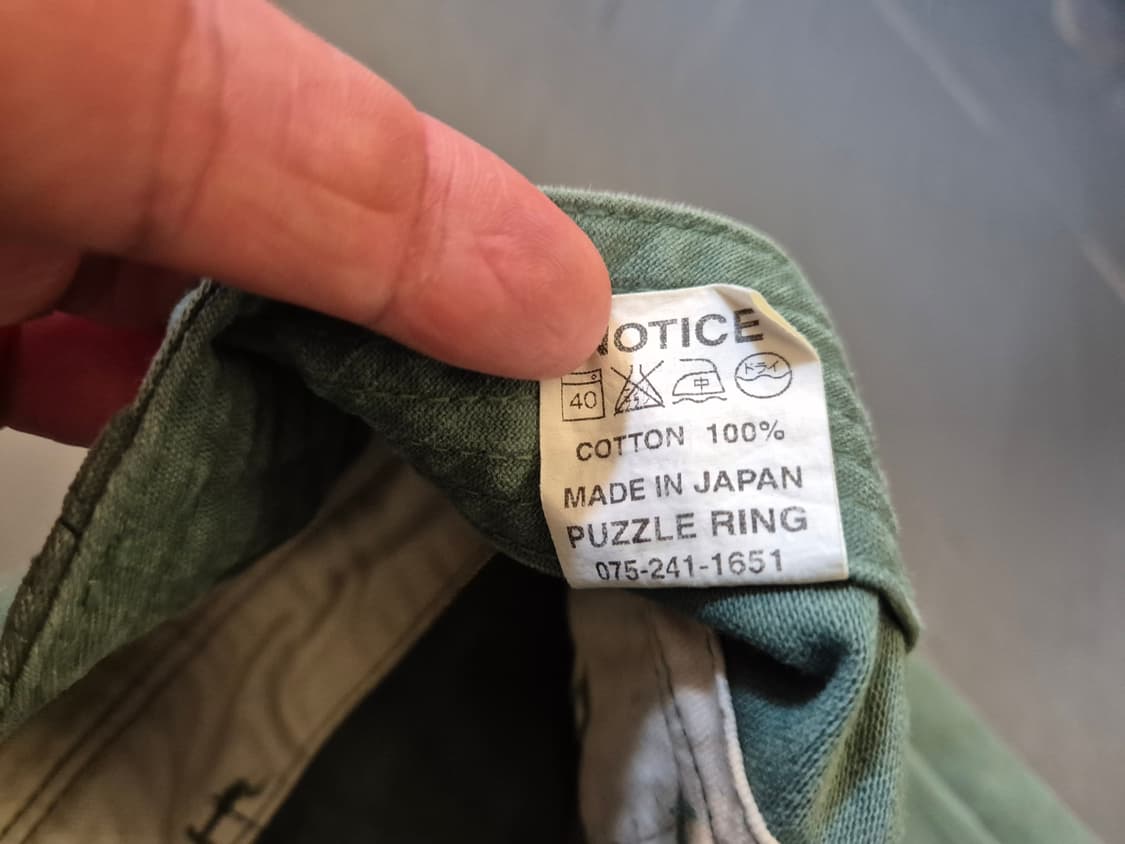 NOTICE
40 中 ドライ
COTTON 100%
MADE IN JAPAN
PUZZLE RING
075-241-1651